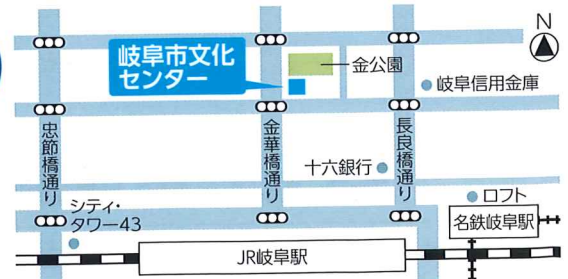 N
岐阜市文化
センター
金公園
岐阜信用金庫
忠節橋通り
金華橋通り
長良橋通り
十六銀行
シティ・
タワー43
ロフト
名鉄岐阜駅
JR岐阜駅